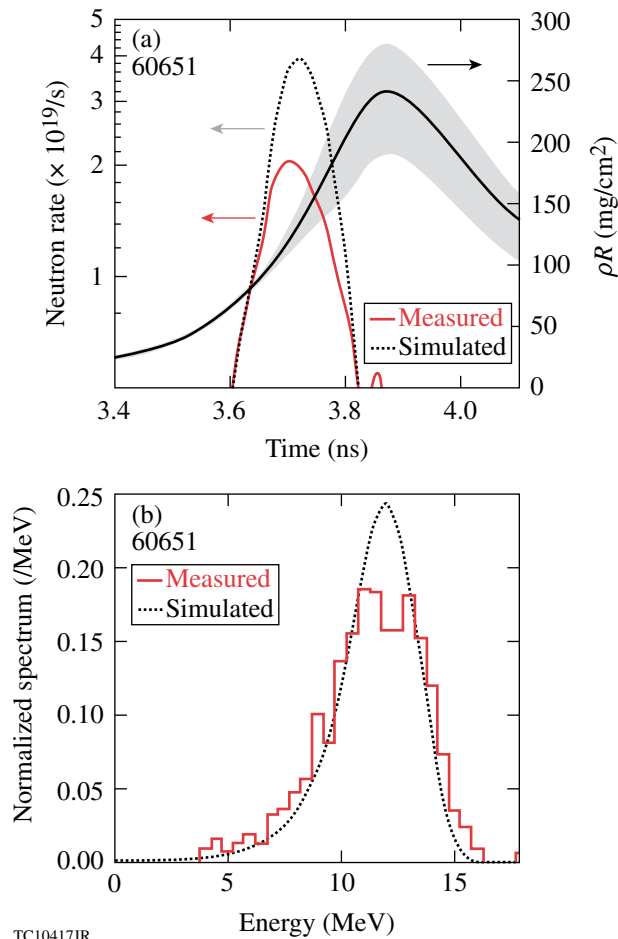 (a)
60651
Neutron rate (× 10¹⁹/s)
5
4
3
2
1
300
250
200
150
100
50
0
ρR (mg/cm²)
Measured
Simulated
3.4 3.6 3.8 4.0
Time (ns)
(b)
60651
Measured
Simulated
Normalized spectrum (/MeV)
0.25
0.20
0.15
0.10
0.05
0.00
0 5 10 15
Energy (MeV)
TC10417JR